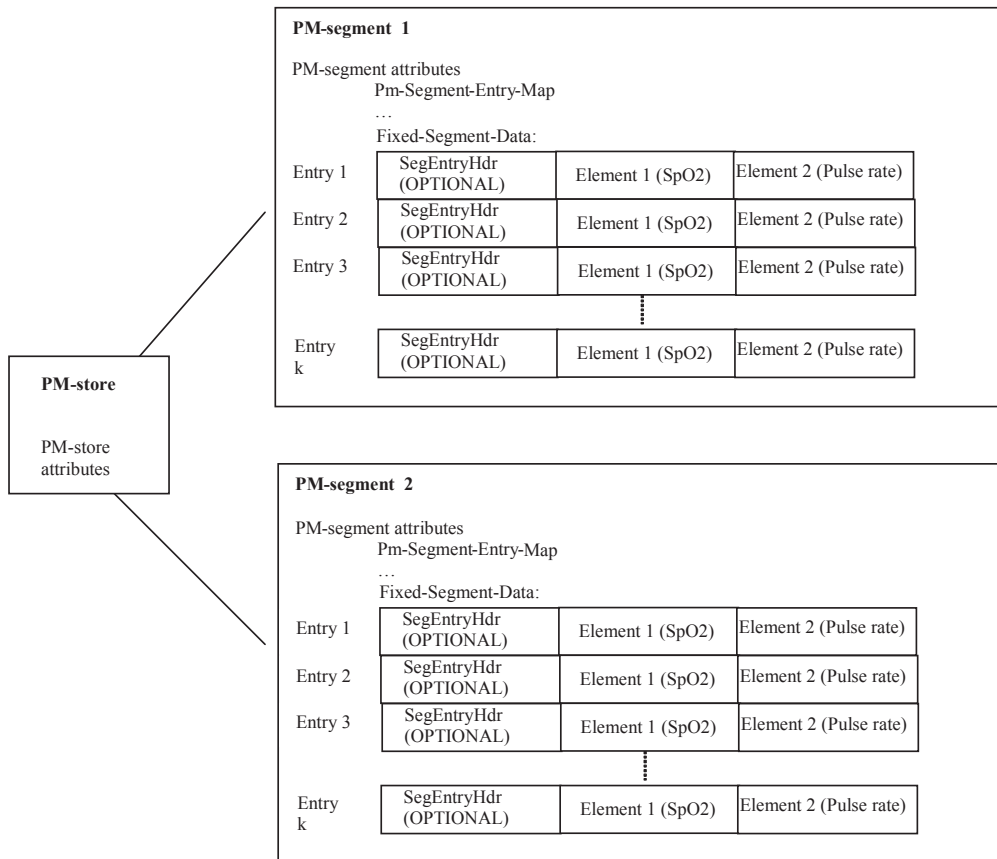 PM-segment 1
PM-segment attributes
Pm-Segment-Entry-Map
…
Fixed-Segment-Data:
Entry 1
SegEntryHdr
(OPTIONAL)
Element 1 (SpO2)
Element 2 (Pulse rate)
Entry 2
SegEntryHdr
(OPTIONAL)
Element 1 (SpO2)
Element 2 (Pulse rate)
Entry 3
SegEntryHdr
(OPTIONAL)
Element 1 (SpO2)
Element 2 (Pulse rate)
Entry
k
SegEntryHdr
(OPTIONAL)
Element 1 (SpO2)
Element 2 (Pulse rate)
PM-store
PM-store
attributes
PM-segment 2
PM-segment attributes
Pm-Segment-Entry-Map
…
Fixed-Segment-Data:
Entry 1
SegEntryHdr
(OPTIONAL)
Element 1 (SpO2)
Element 2 (Pulse rate)
Entry 2
SegEntryHdr
(OPTIONAL)
Element 1 (SpO2)
Element 2 (Pulse rate)
Entry 3
SegEntryHdr
(OPTIONAL)
Element 1 (SpO2)
Element 2 (Pulse rate)
Entry
k
SegEntryHdr
(OPTIONAL)
Element 1 (SpO2)
Element 2 (Pulse rate)